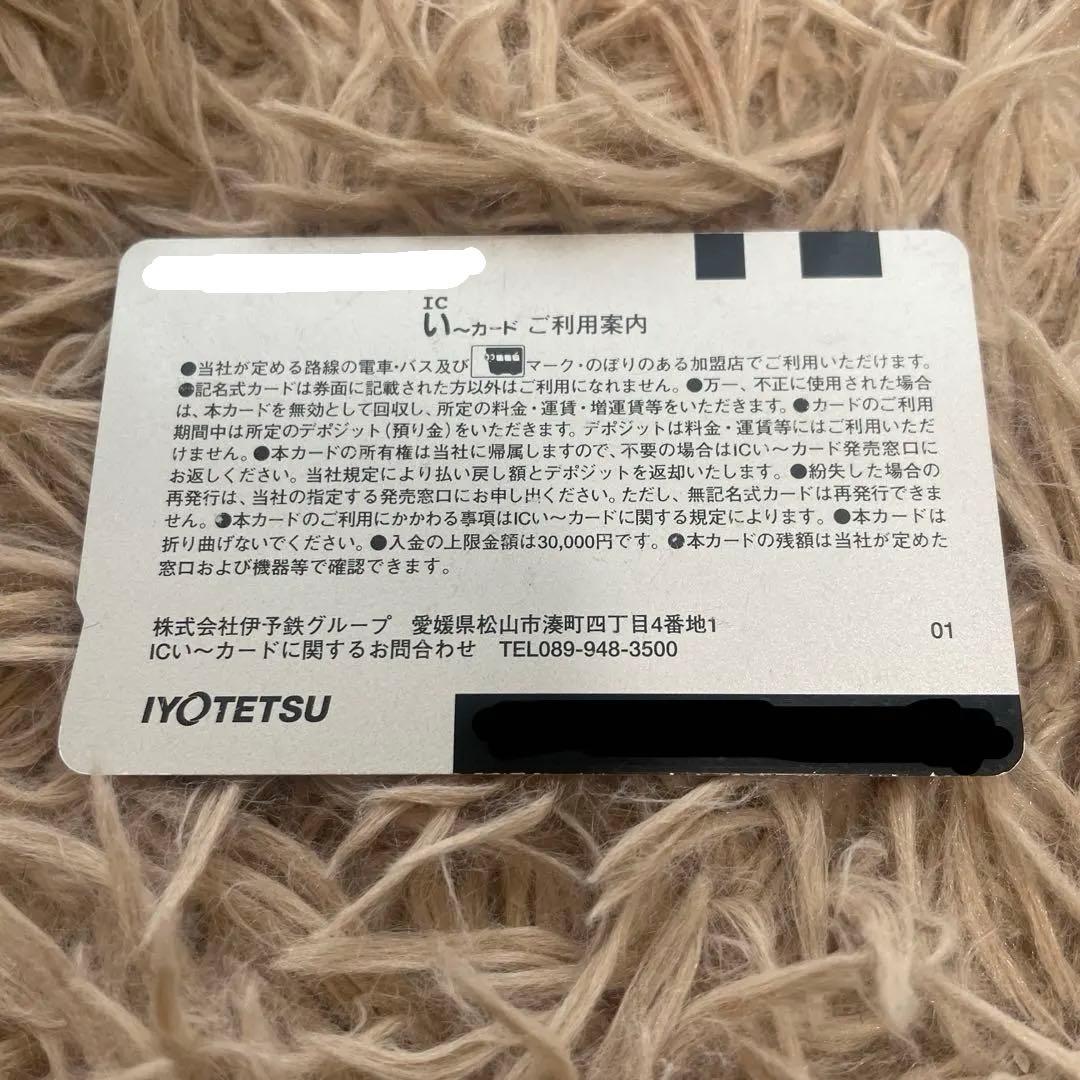 IC
い〜カード ご利用案内
●当社が定める路線の電車・バス及びマーク・のぼりのある加盟店でご利用いただけます。
●記名式カードは券面に記載された方以外はご利用になれません。●万一、不正に使用された場合
は、本カードを無効として回収し、所定の料金・運賃・増運賃等をいただきます。●カードのご利用
期間中は所定のデポジット(預り金)をいただきます。デポジットは料金・運賃等にはご利用いただ
けません。●本カードの所有権は当社に帰属しますので、不要の場合はICい〜カード発売窓口に
お返しください。当社規定により払い戻し額とデポジットを返却いたします。●紛失した場合の
再発行は、当社の指定する発売窓口にお申し出ください。ただし、無記名式カードは再発行できま
せん。●本カードのご利用にかかわる事項はICい〜カードに関する規定によります。●本カードは
折り曲げないでください。●入金の上限金額は30,000円です。●本カードの残額は当社が定めた
窓口および機器等で確認できます。
株式会社伊予鉄グループ 愛媛県松山市湊町四丁目4番地1
ICい〜カードに関するお問合わせ TEL089-948-3500
01
IYOTETSU